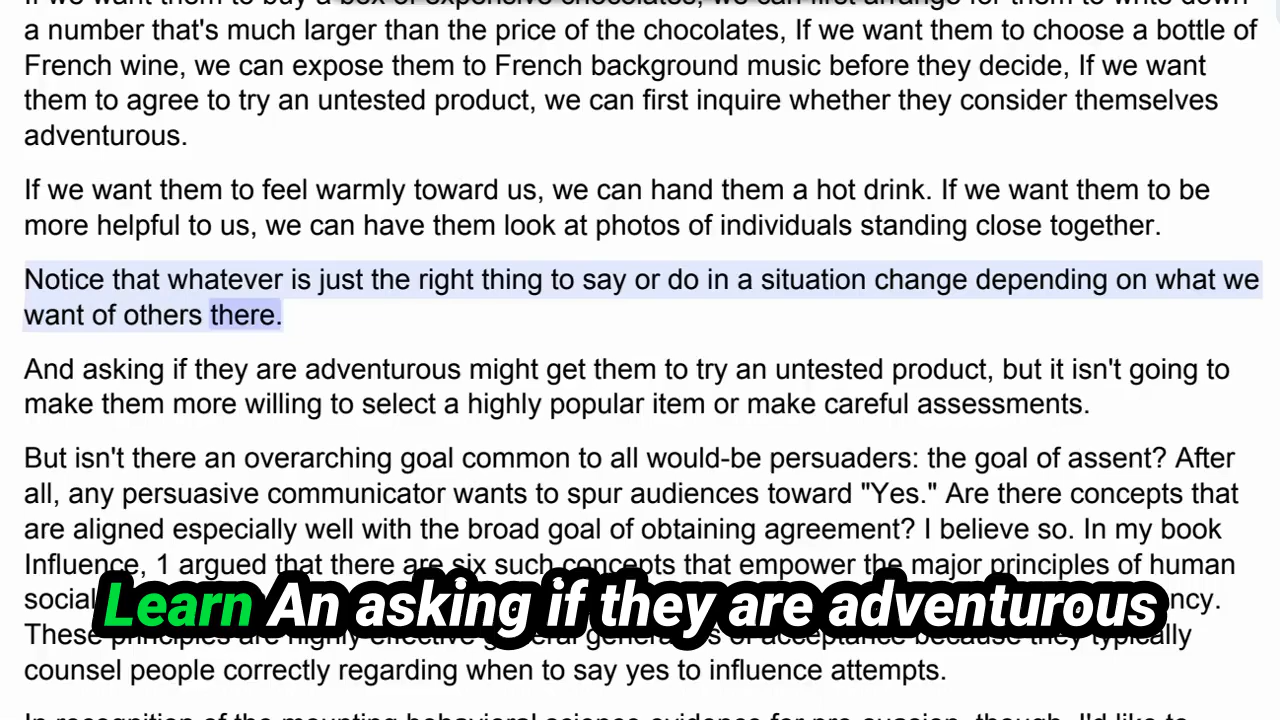 a number that's much larger than the price of the chocolates, If we want them to choose a bottle of
French wine, we can expose them to French background music before they decide, If we want
them to agree to try an untested product, we can first inquire whether they consider themselves
adventurous.
If we want them to feel warmly toward us, we can hand them a hot drink. If we want them to be
more helpful to us, we can have them look at photos of individuals standing close together.
Notice that whatever is just the right thing to say or do in a situation change depending on what we
want of others there.
And asking if they are adventurous might get them to try an untested product, but it isn't going to
make them more willing to select a highly popular item or make careful assessments.
But isn't there an overarching goal common to all would-be persuaders: the goal of assent? After
all, any persuasive communicator wants to spur audiences toward "Yes." Are there concepts that
are aligned especially well with the broad goal of obtaining agreement? I believe so. In my book
Influence, 1 argued that there are six such concepts that empower the major principles of human
social
Learn An asking if they are adventurous
These principles are highly effective general of acceptance because they typically
counsel people correctly regarding when to say yes to influence attempts.